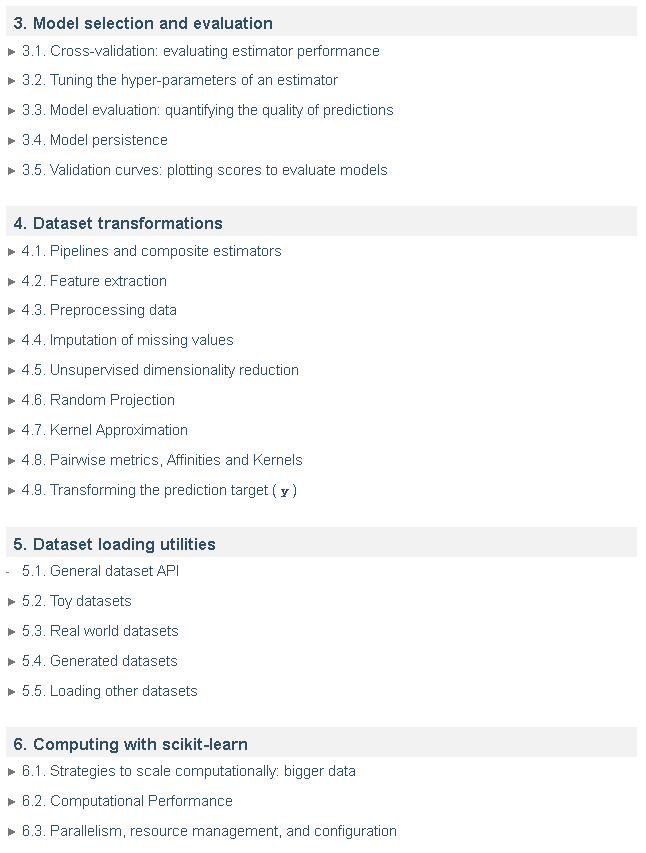 3. Model selection and evaluation
▸ 3.1. Cross-validation: evaluating estimator performance
▸ 3.2. Tuning the hyper-parameters of an estimator
▸ 3.3. Model evaluation: quantifying the quality of predictions
▸ 3.4. Model persistence
▸ 3.5. Validation curves: plotting scores to evaluate models
4. Dataset transformations
▸ 4.1. Pipelines and composite estimators
▸ 4.2. Feature extraction
▸ 4.3. Preprocessing data
▸ 4.4. Imputation of missing values
▸ 4.5. Unsupervised dimensionality reduction
▸ 4.6. Random Projection
▸ 4.7. Kernel Approximation
▸ 4.8. Pairwise metrics, Affinities and Kernels
▸ 4.9. Transforming the prediction target ( y )
5. Dataset loading utilities
- 5.1. General dataset API
▸ 5.2. Toy datasets
▸ 5.3. Real world datasets
▸ 5.4. Generated datasets
▸ 5.5. Loading other datasets
6. Computing with scikit-learn
▸ 6.1. Strategies to scale computationally: bigger data
▸ 6.2. Computational Performance
▸ 6.3. Parallelism, resource management, and configuration